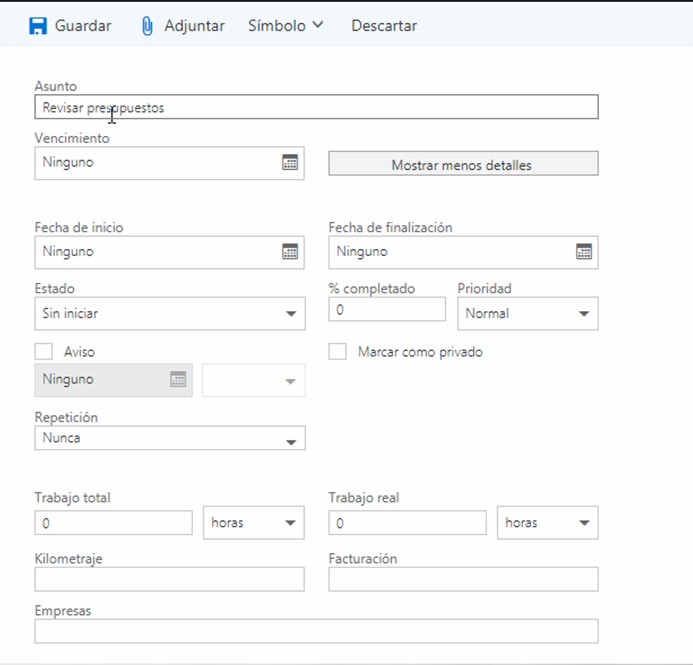 Guardar Adjuntar Símbolo Descartar
Asunto
Revisar presupuestos
Vencimiento
Ninguno Mostrar menos detalles
Fecha de inicio Fecha de finalización
Ninguno Ninguno
Estado % completado Prioridad
Sin iniciar 0 Normal
Aviso Marcar como privado
Ninguno
Repetición
Nunca
Trabajo total Trabajo real
0 horas 0 horas
Kilometraje Facturación
Empresas